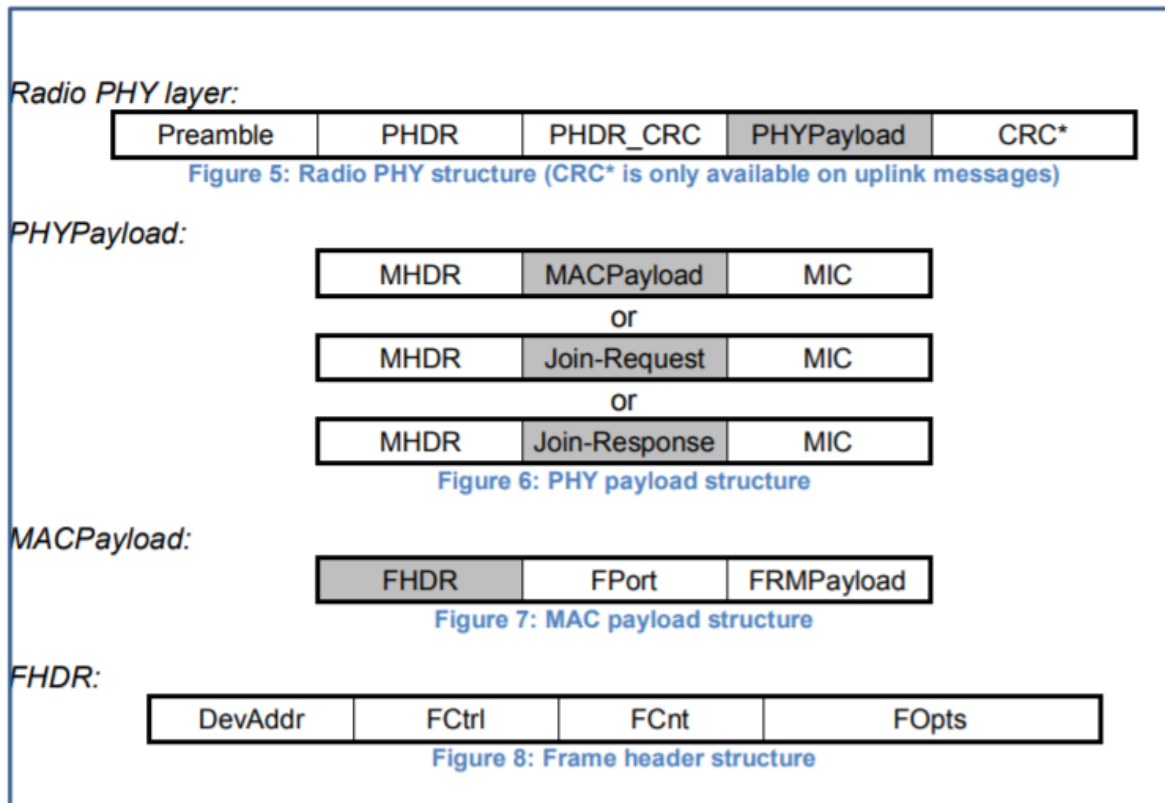 Radio PHY layer:
Preamble PHDR PHDR_CRC PHYPayload CRC*
Figure 5: Radio PHY structure (CRC* is only available on uplink messages)
PHYPayload:
MHDR MACPayload MIC
or
MHDR Join-Request MIC
or
MHDR Join-Response MIC
Figure 6: PHY payload structure
MACPayload:
FHDR FPort FRMPayload
Figure 7: MAC payload structure
FHDR:
DevAddr FCtrl FCnt FOpts
Figure 8: Frame header structure